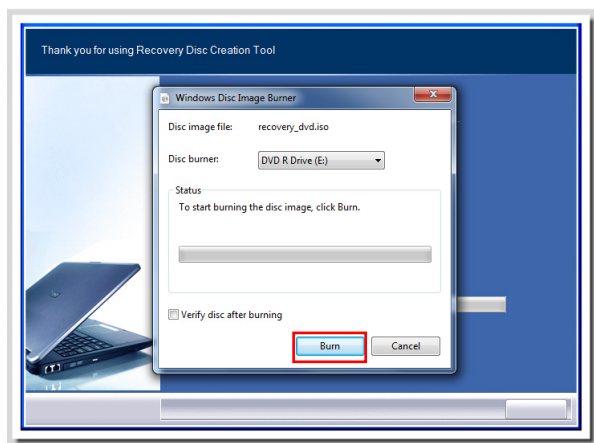 Thank you for using Recovery Disc Creation Tool
Windows Disc Image Burner
Disc image file: recovery_dvd.iso
Disc burner: DVD R Drive (E:)
Status
To start burning the disc image, click Burn.
Verify disc after burning
Burn Cancel